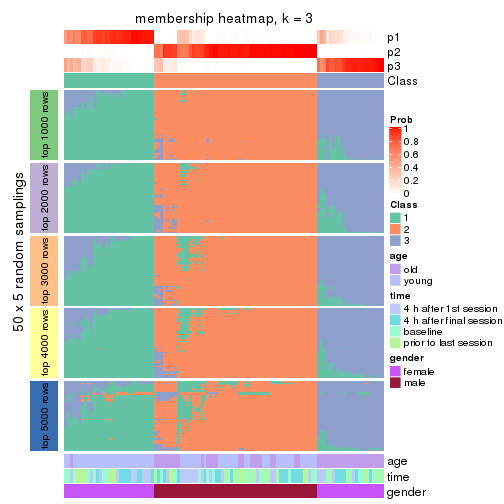 membership heatmap, k = 3
p1
p2
p3
Class
50 x 5 random samplings
top 1000 rows
top 2000 rows
top 3000 rows
top 4000 rows
top 5000 rows
Prob
1
0.8
0.6
0.4
0.2
0
Class
1
2
3
age
old
young
time
4 h after 1st session
4 h after final session
baseline
prior to last session
gender
female
male
age
time
gender